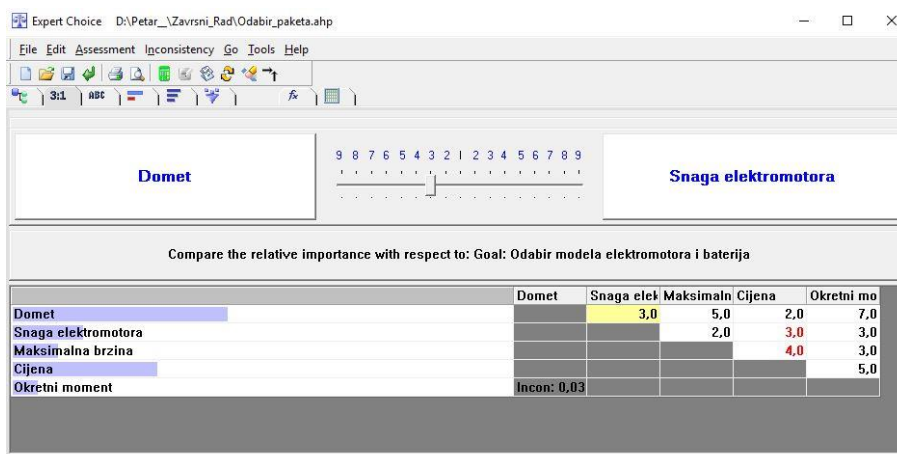 Expert Choice D:\Petar_\Zavrsni_Rad\Odabir_paketa.ahp
File Edit Assessment Inconsistency Go Tools Help
3:1 ABC fx
9 8 7 6 5 4 3 2 1 2 3 4 5 6 7 8 9
Domet Snaga elektromotora
Compare the relative importance with respect to: Goal: Odabir modela elektromotora i baterija
Domet Snaga elek Maksimaln Cijena Okretni mo
Domet 3,0 5,0 2,0 7,0
Snaga elektromotora 2,0 3,0 3,0
Maksimalna brzina 4,0 3,0
Cijena 5,0
Okretni moment Incon: 0,03